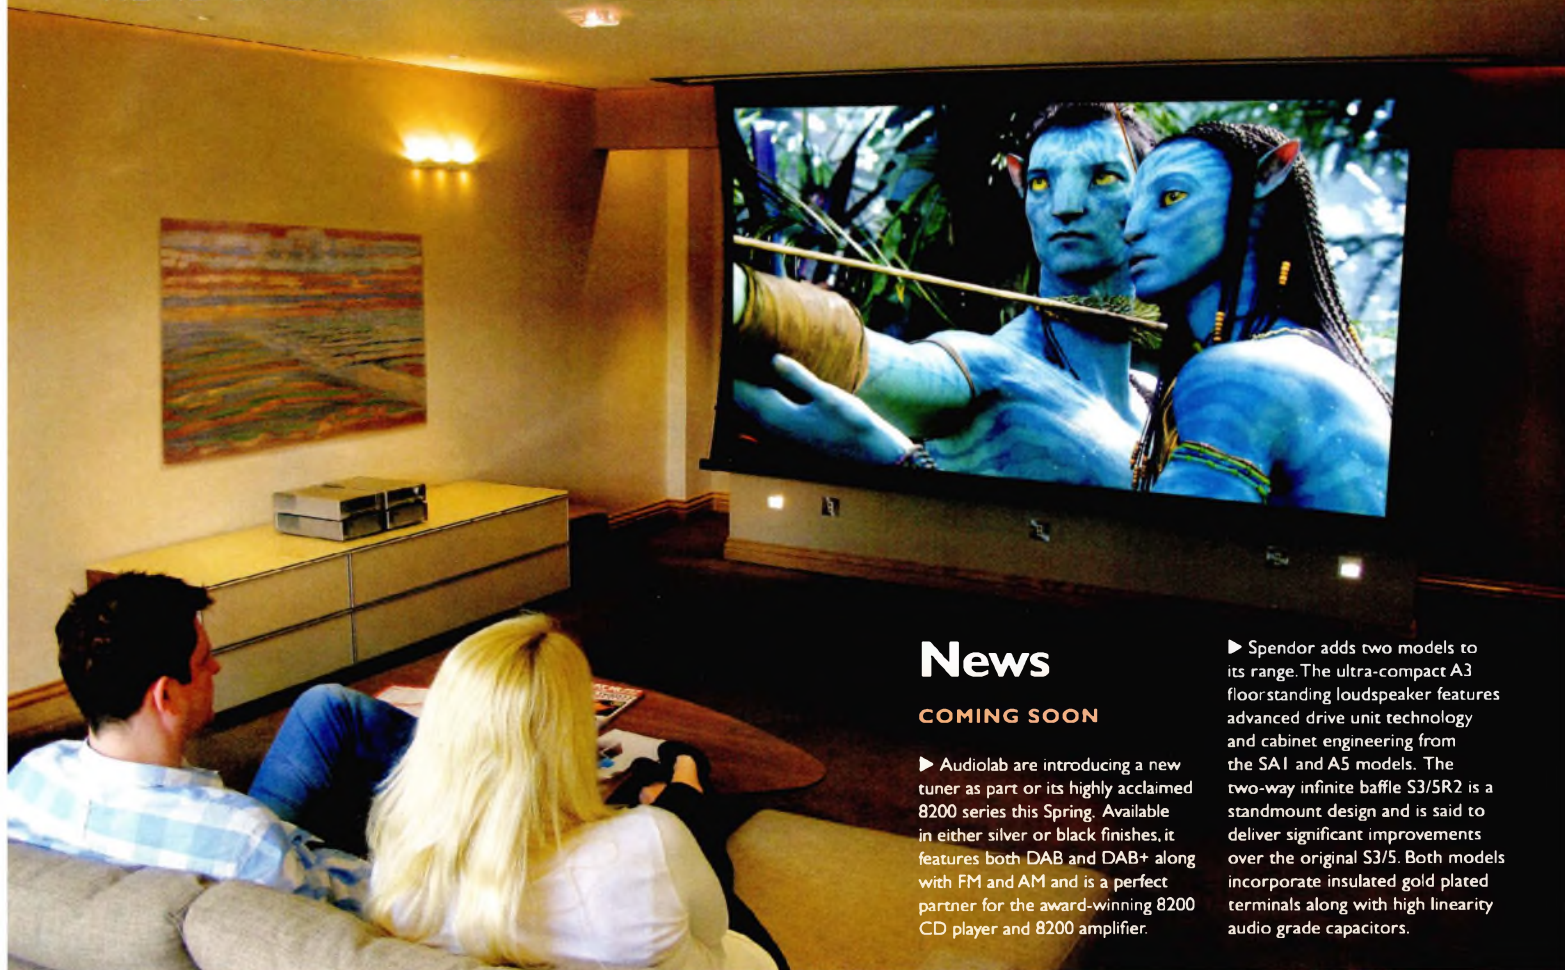 News
COMING SOON
▶ Audiolab are introducing a new
tuner as part or its highly acclaimed
8200 series this Spring. Available
in either silver or black finishes, it
features both DAB and DAB+ along
with FM and AM and is a perfect
partner for the award-winning 8200
CD player and 8200 amplifier.
▶ Spendor adds two models to
its range. The ultra-compact A3
floorstanding loudspeaker features
advanced drive unit technology
and cabinet engineering from
the SA1 and A5 models. The
two-way infinite baffle S3/5R2 is a
standmount design and is said to
deliver significant improvements
over the original S3/5. Both models
incorporate insulated gold plated
terminals along with high linearity
audio grade capacitors.